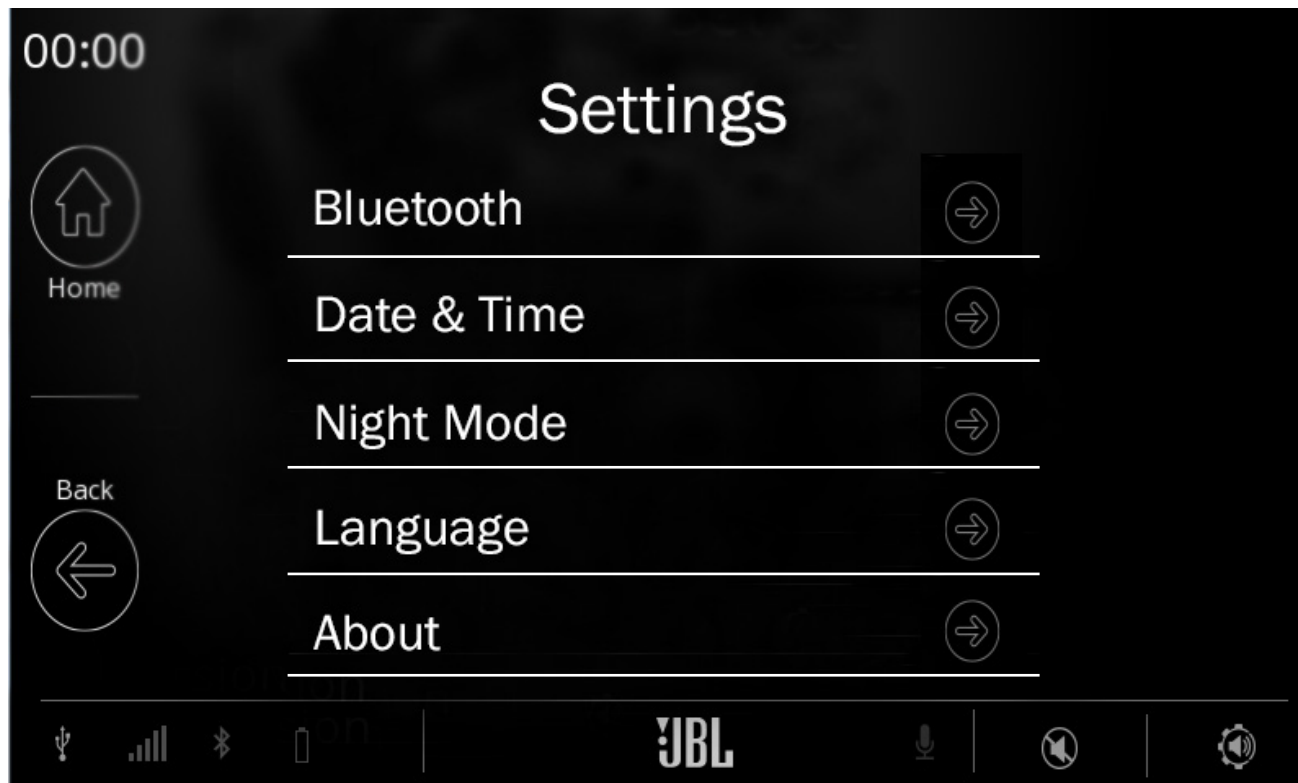 00:00
Settings
Home
Bluetooth
Date & Time
Night Mode
Back
Language
About
JBL